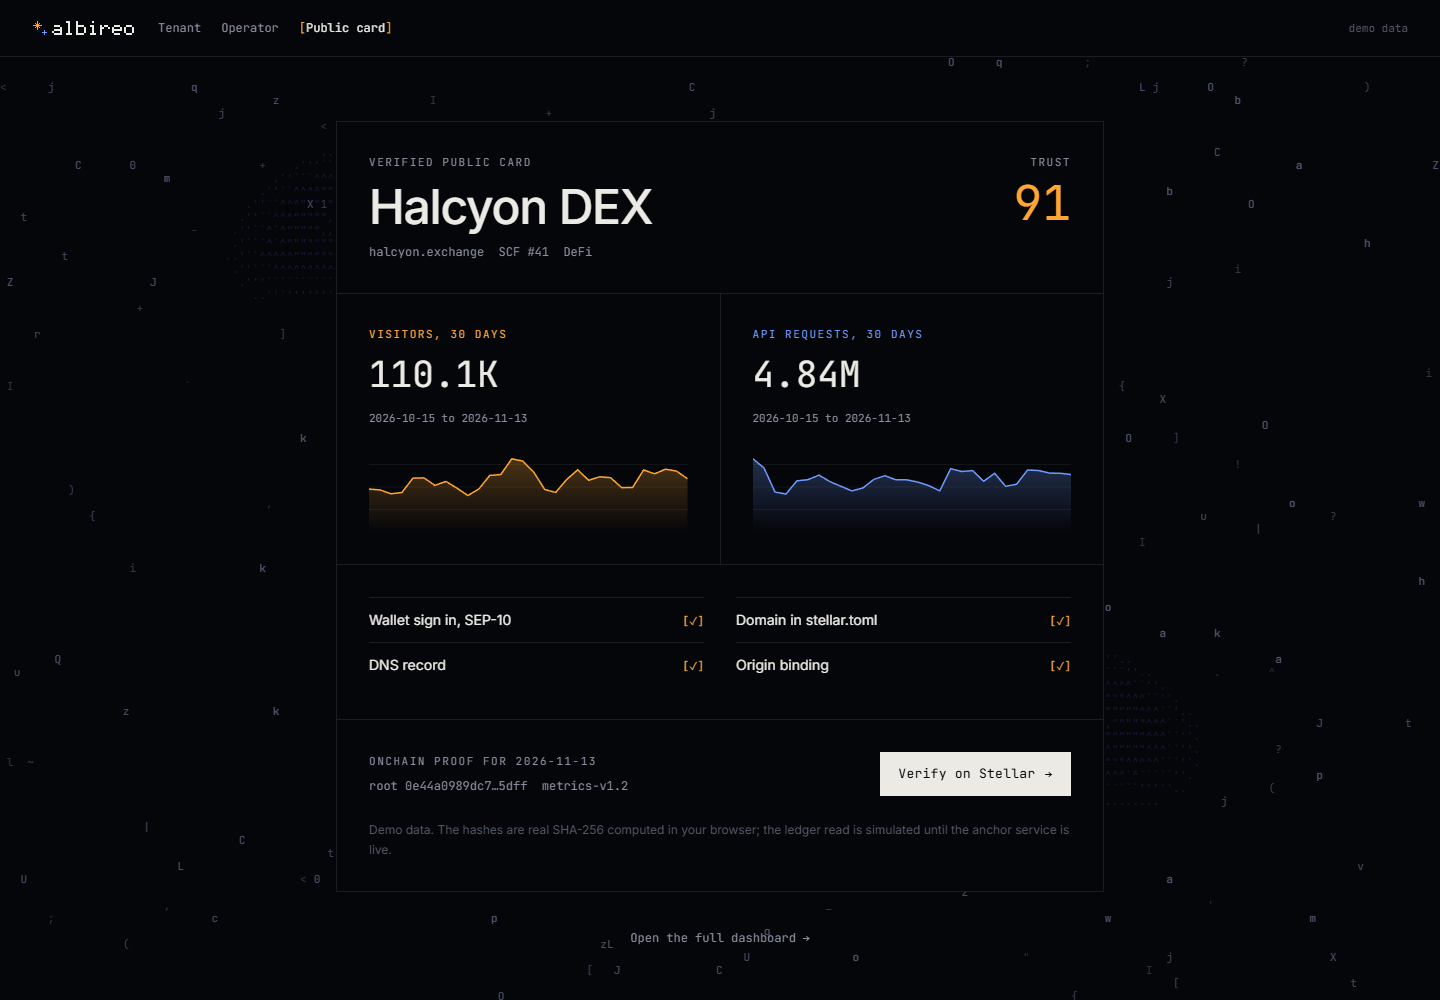 albireo Tenant Operator [Public card] demo data
VERIFIED PUBLIC CARD TRUST
Halcyon DEX 91
halcyon.exchange SCF #41 DeFi
VISITORS, 30 DAYS API REQUESTS, 30 DAYS
110.1K 4.84M
2026-10-15 to 2026-11-13 2026-10-15 to 2026-11-13
Wallet sign in, SEP-10 [✓] Domain in stellar.toml [✓]
DNS record [✓] Origin binding [✓]
ONCHAIN PROOF FOR 2026-11-13
root 0e44a0989dc7…5dff metrics-v1.2
Verify on Stellar →
Demo data. The hashes are real SHA-256 computed in your browser; the ledger read is simulated until the anchor service is
live.
Open the full dashboard →